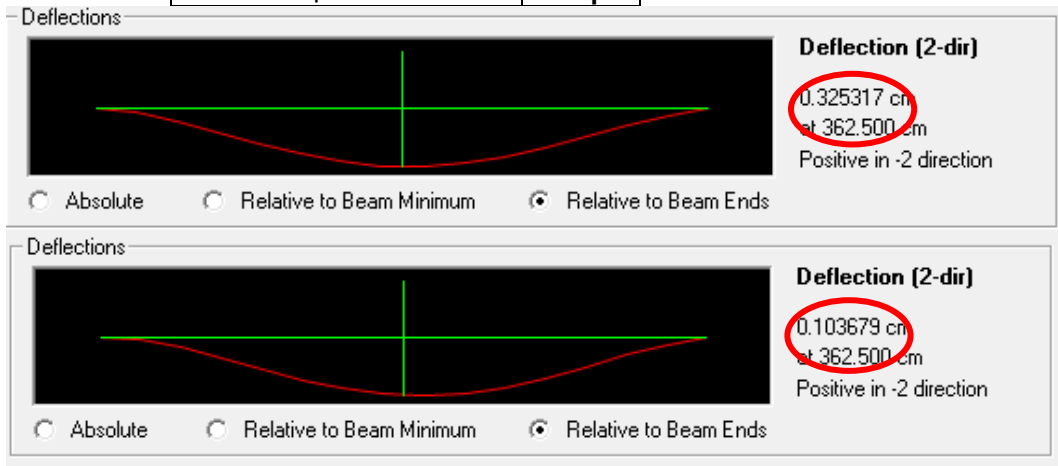 Deflections
Deflection (2-dir)
0.325317 cm
at 362.500 cm
Positive in -2 direction
Absolute
Relative to Beam Minimum
Relative to Beam Ends
Deflections
Deflection (2-dir)
0.103679 cm
at 362.500 cm
Positive in -2 direction
Absolute
Relative to Beam Minimum
Relative to Beam Ends